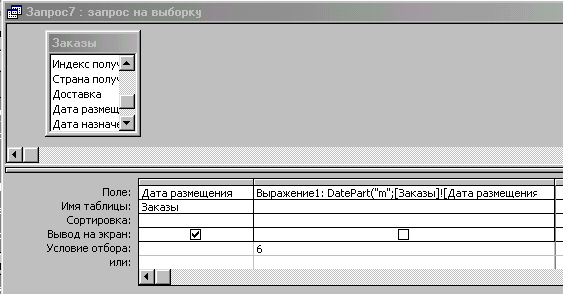 Запрос7 : запрос на выборку
Заказы
Индекс получ
Страна получ
Доставка
Дата размещ
Дата назначе
Поле: Дата размещения Выражение1: DatePart("m";[Заказы]![Дата размещения
Имя таблицы: Заказы
Сортировка:
Вывод на экран:
Условие отбора: 6
или: